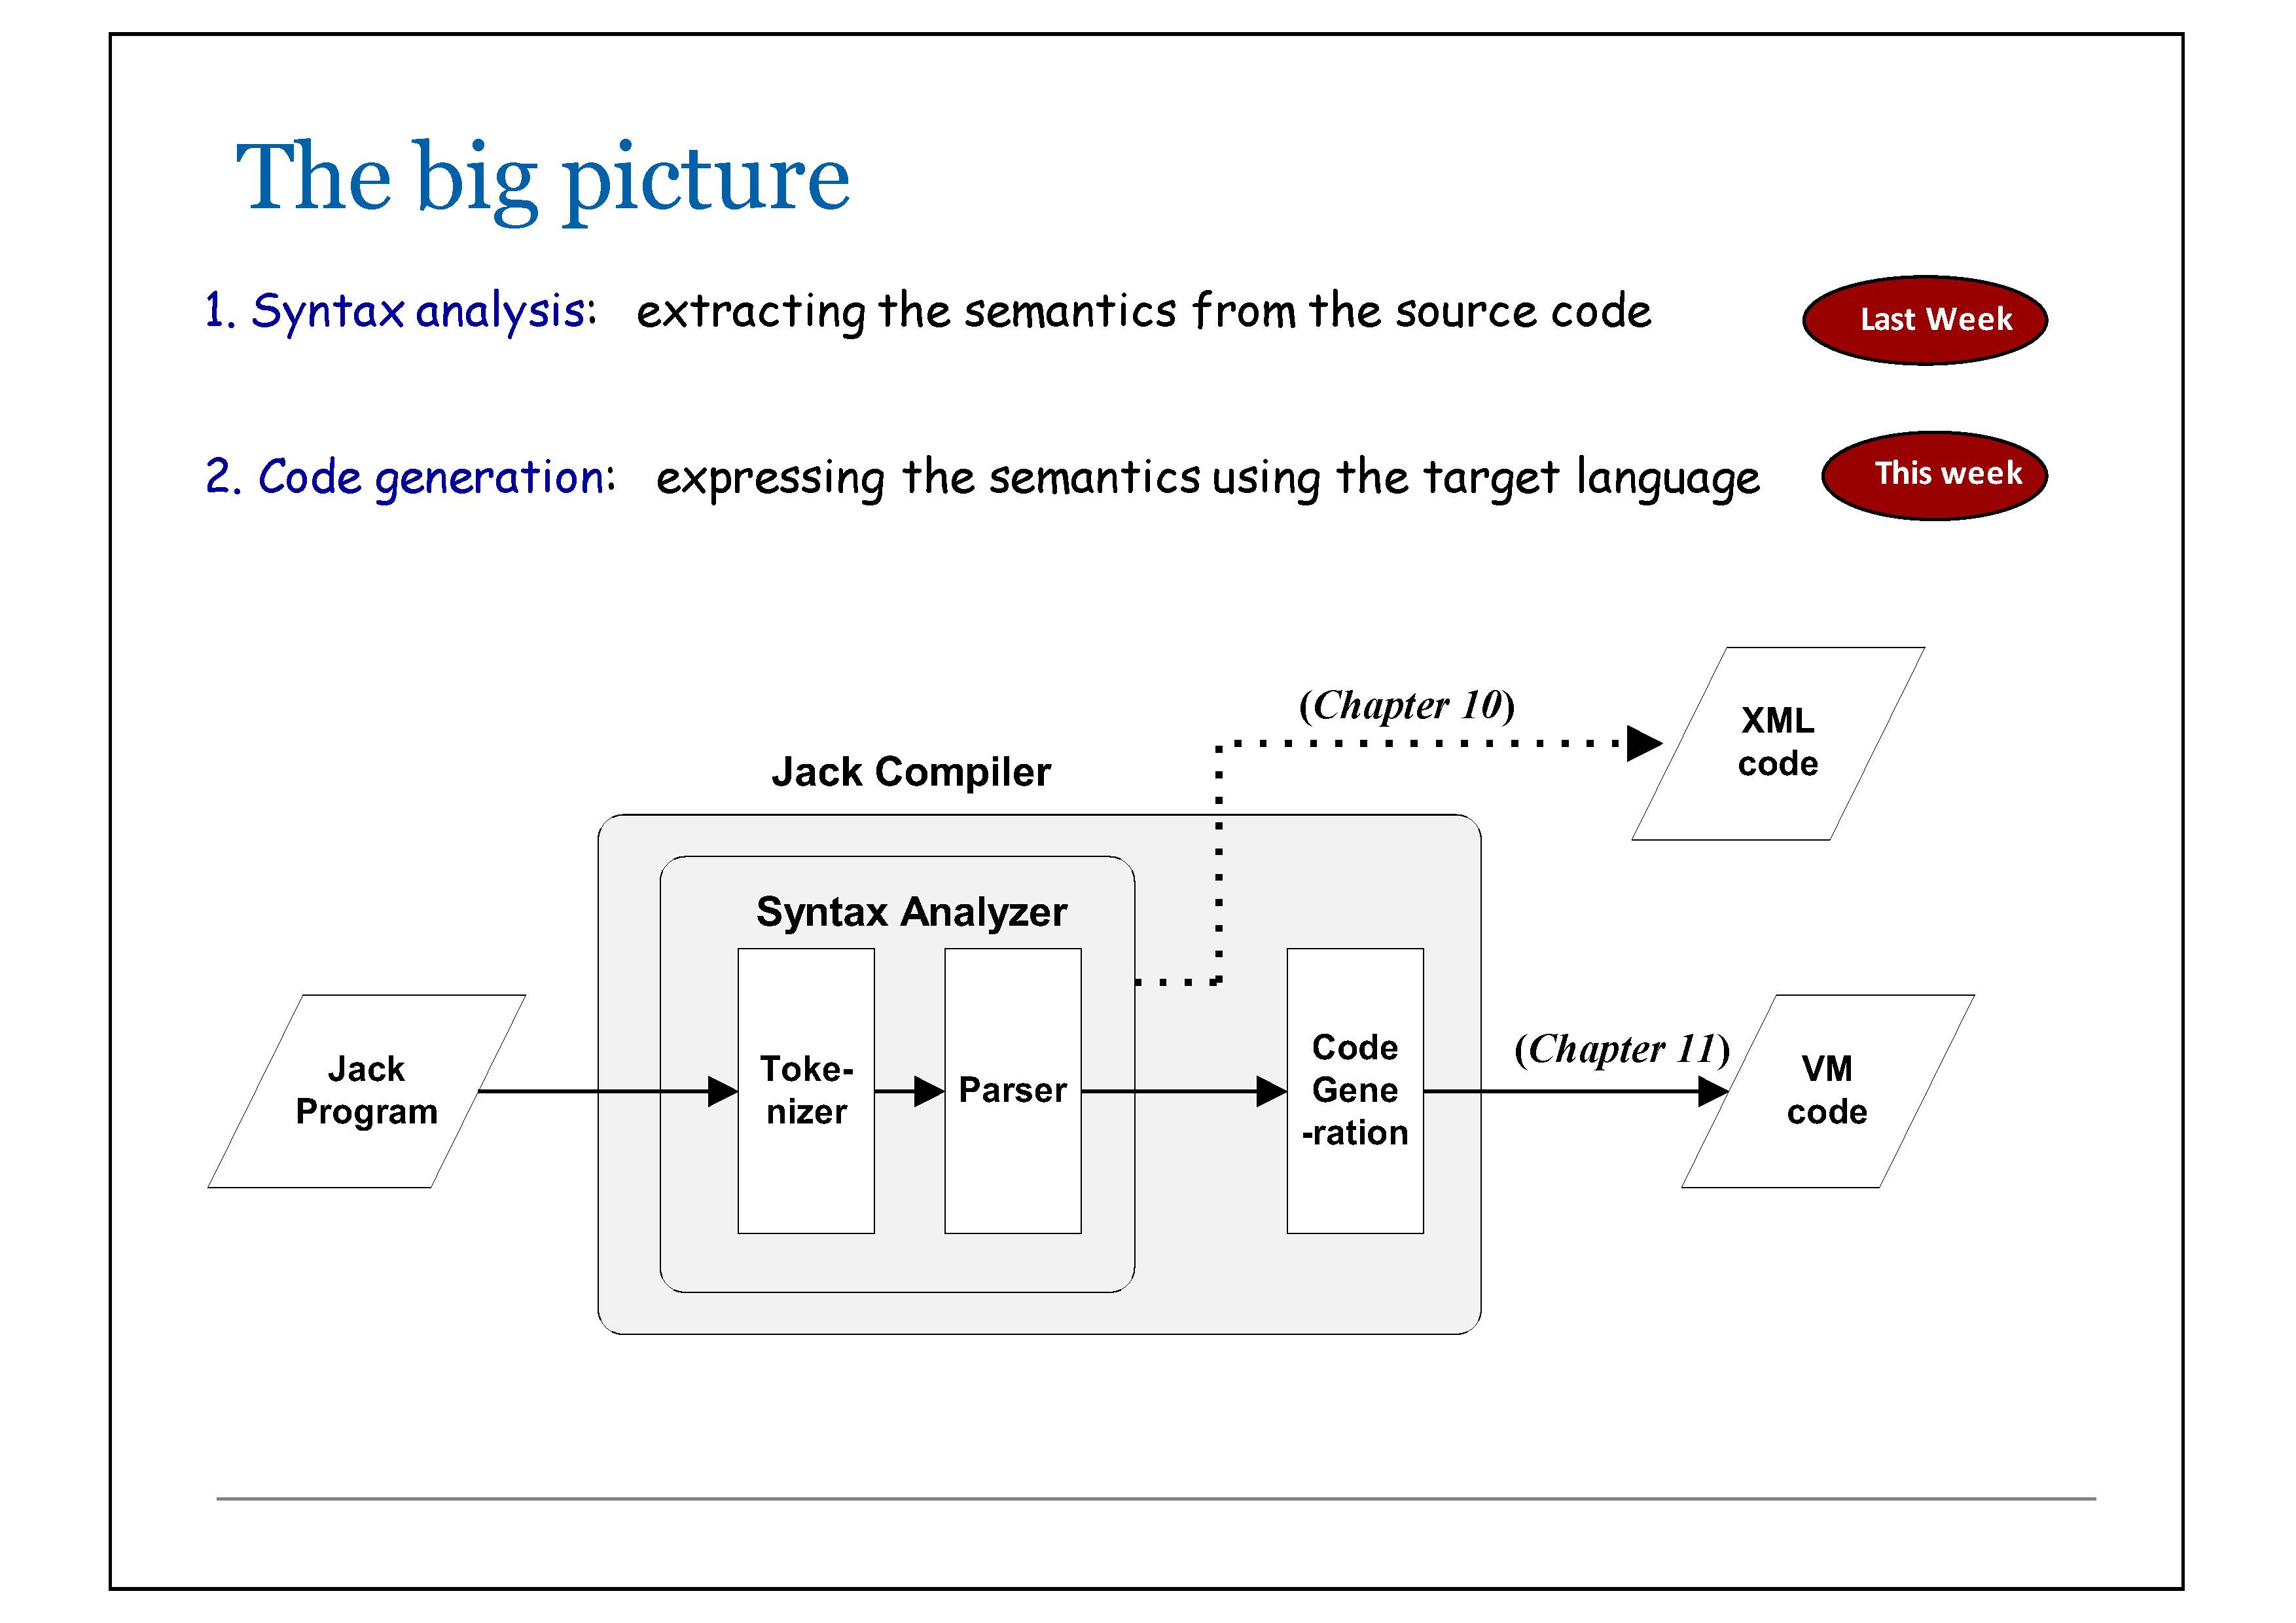 The big picture
1. Syntax analysis: extracting the semantics from the source code
Last Week
2. Code generation: expressing the semantics using the target language
This week
(Chapter 10)
XML
code
Jack Compiler
Syntax Analyzer
Jack
Program
Toke-
nizer
Parser
Code
Gene
-ration
(Chapter 11)
VM
code